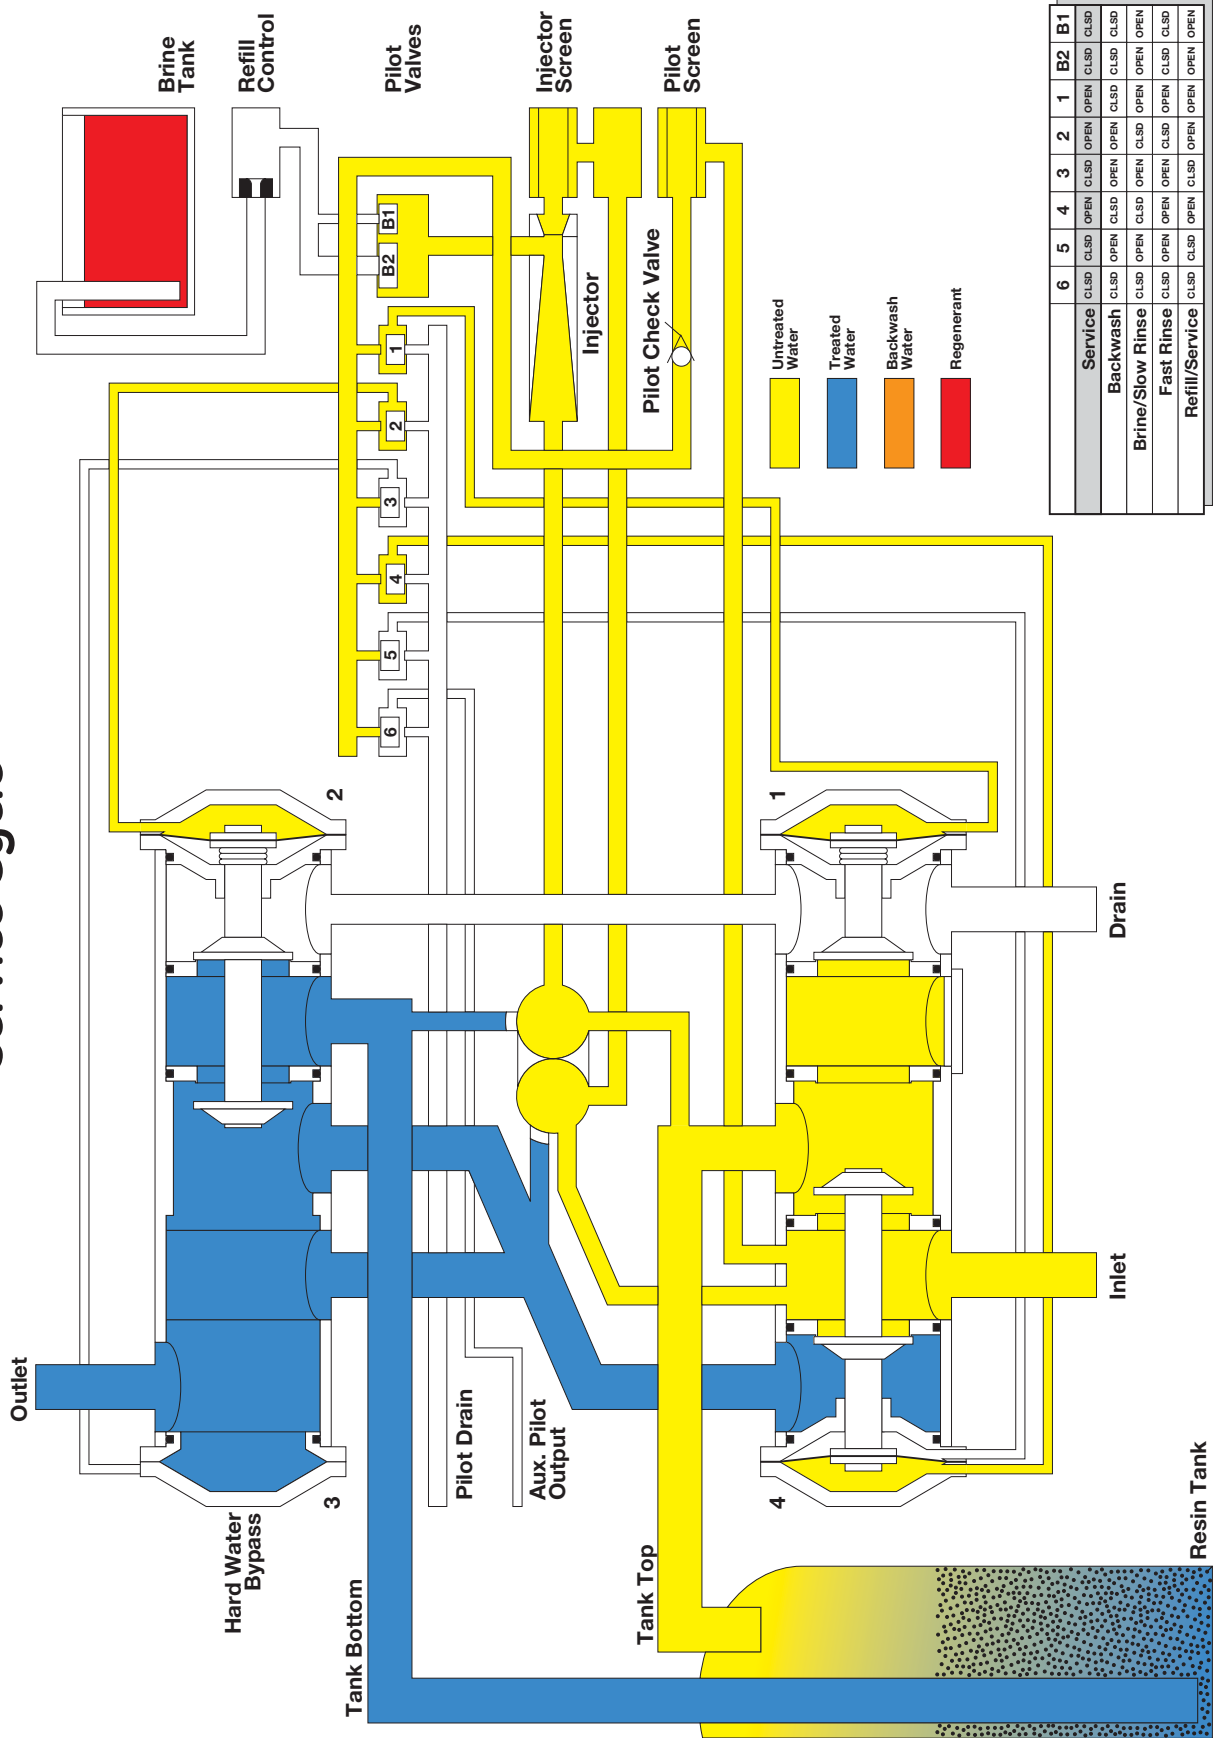 Outlet
Hard Water
Bypass
3
2
Brine
Tank
Refill
Control
Pilot
Valves
B1
B2
1
2
3
4
5
6
Injector
Screen
Pilot
Screen
Injector
Pilot Check Valve
Pilot Drain
Aux. Pilot
Output
Tank Bottom
Tank Top
4
1
Inlet
Drain
Resin Tank
Untreated
Water
Treated
Water
Backwash
Water
Regenerant
6 5 4 3 2 1 B2 B1
Service CLSD CLSD OPEN CLSD OPEN OPEN CLSD CLSD
Backwash CLSD OPEN CLSD OPEN OPEN CLSD CLSD CLSD
Brine/Slow Rinse CLSD OPEN CLSD OPEN CLSD OPEN OPEN OPEN
Fast Rinse CLSD OPEN CLSD OPEN CLSD OPEN CLSD CLSD
Refill/Service CLSD CLSD OPEN CLSD OPEN OPEN OPEN OPEN